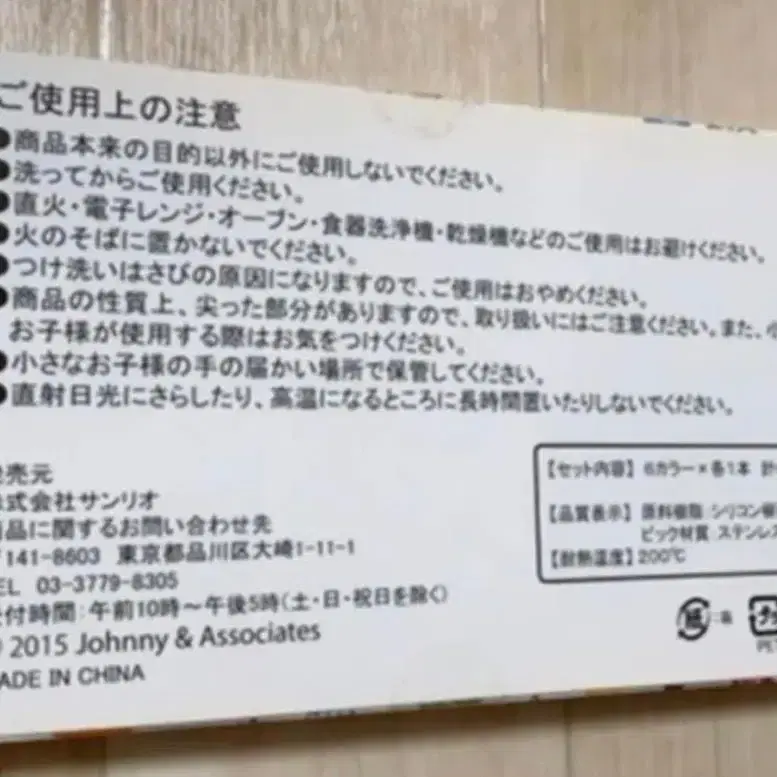 ご使用上の注意
●商品本来の目的以外にご使用しないでください。
●洗ってからご使用ください。
●直火・電子レンジ・オーブン・食器洗浄機・乾燥機などのご使用はお避けください。
●火のそばに置かないでください。
●つけ洗いはさびの原因になりますので、ご使用はおやめください。
●商品の性質上、尖った部分がありますので、取り扱いにはご注意ください。また、小
お子様が使用する際はお気をつけください。
●小さなお子様の手の届かい場所で保管してください。
●直射日光にさらしたり、高温になるところに長時間置いたりしないでください。
売元
式会社サンリオ
商品に関するお問い合わせ先
〒141-8603 東京都品川区大崎1-11-1
EL 03-3779-8305
付時間：午前10時～午後5時（土・日・祝日を除く）
© 2015 Johnny & Associates
ADE IN CHINA
【セット内容】 6カラー×各1本 計
【品質表示】 原料樹脂：シリコン
ピック材質：ステンレス
【耐熱温度】 200℃
紙：箱
プラ
PET